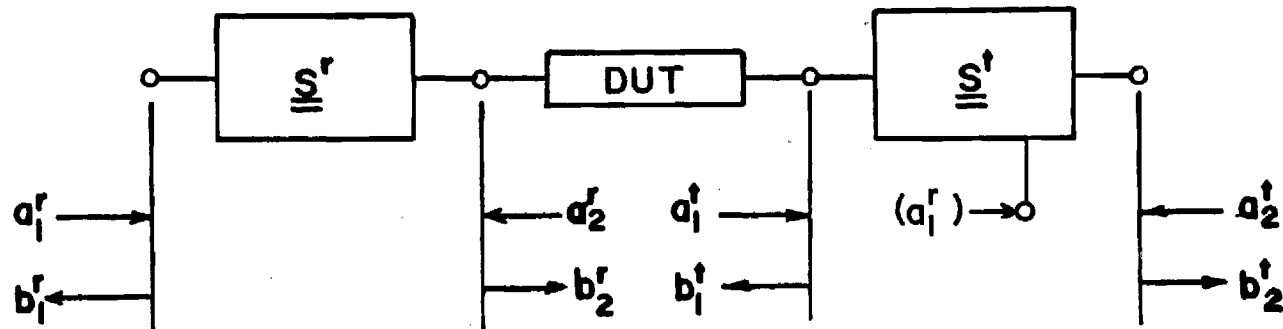 S^r DUT S^t
a_1^r a_2^r a_1^t (a_1^r) a_2^t
b_1^r b_2^r b_1^t b_2^t